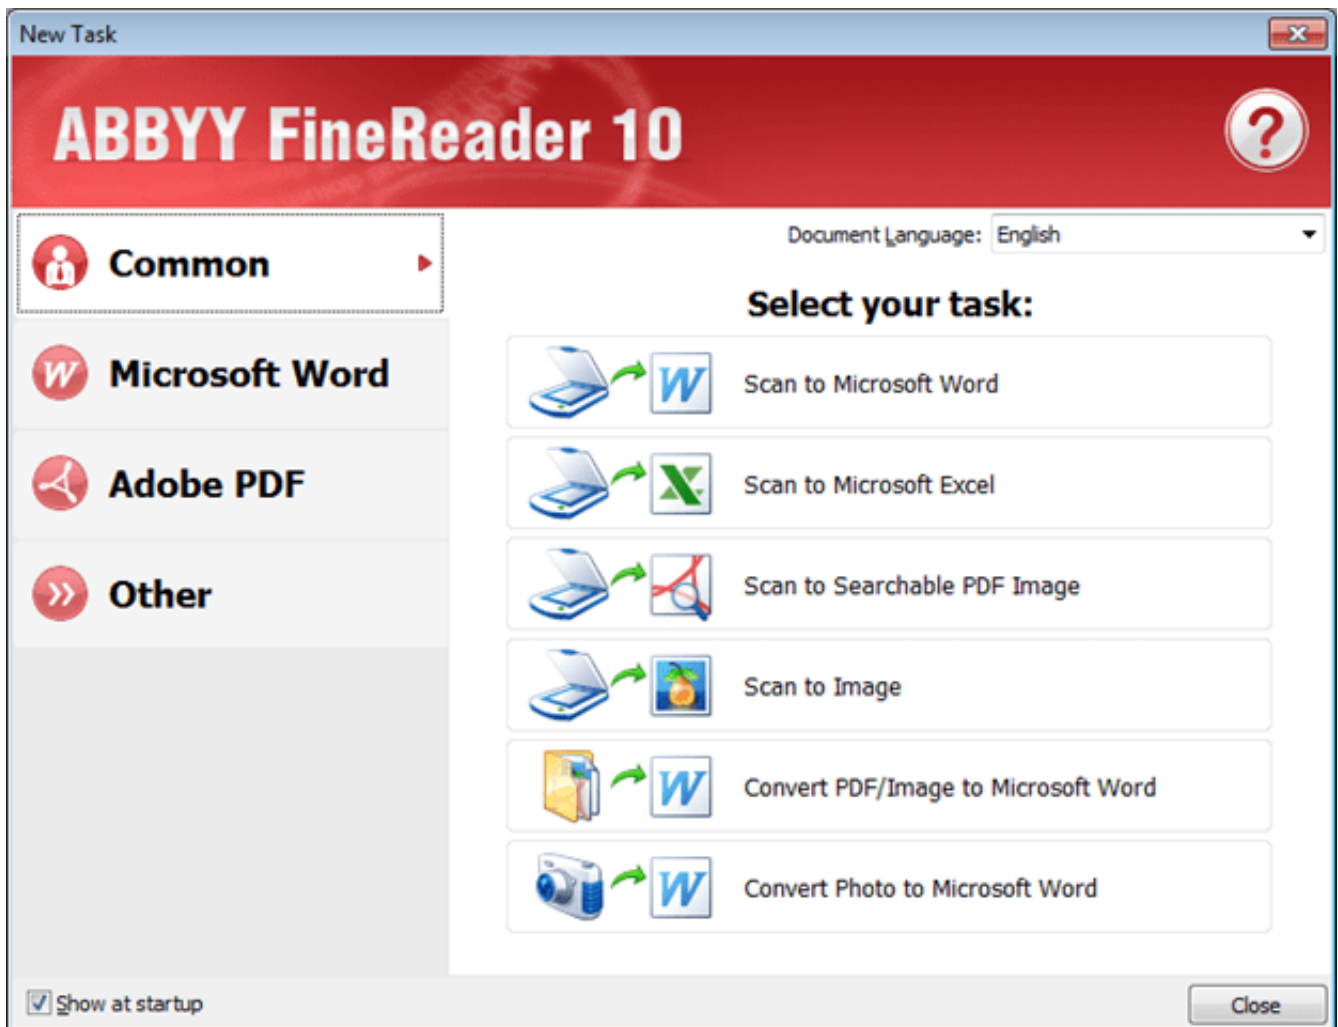 New Task
ABBYY FineReader 10
?
Common
Microsoft Word
Adobe PDF
Other
Document Language: English
Select your task:
Scan to Microsoft Word
Scan to Microsoft Excel
Scan to Searchable PDF Image
Scan to Image
Convert PDF/Image to Microsoft Word
Convert Photo to Microsoft Word
Show at startup
Close